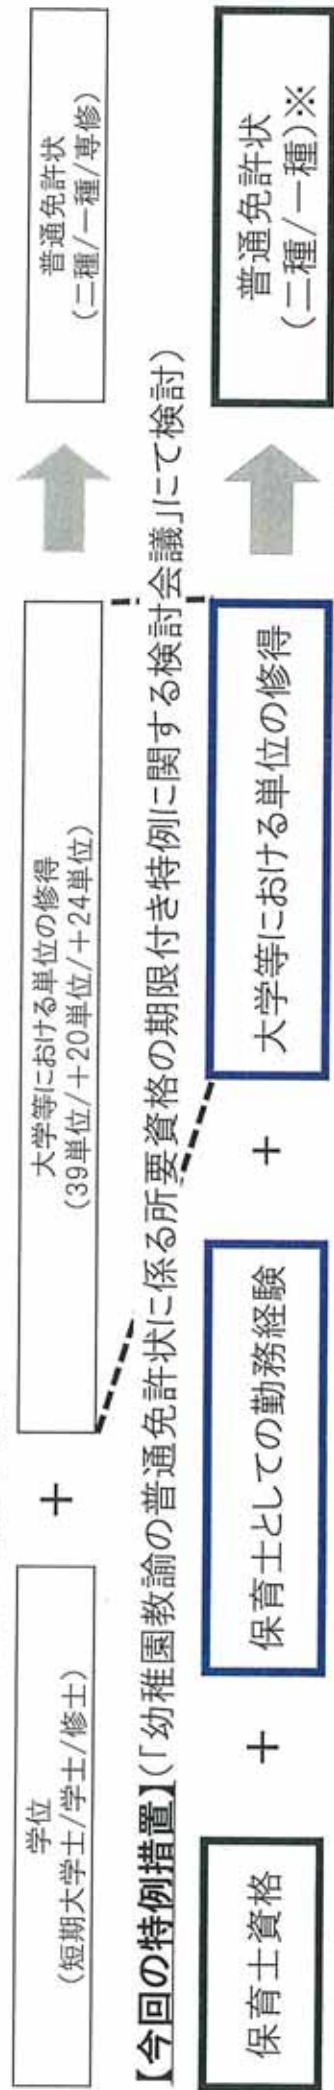 学位
(短期大学士/学士/修士)
+
大学等における単位の修得
(39単位/+20単位/+24単位)
普通免許状
(二種/一種/専修)
【今回の特例措置】(「幼稚園教諭の普通免許状に係る所要資格の期限付き特例に関する検討会議」にて検討)
保育士資格
+
保育士としての勤務経験
+
大学等における単位の修得
普通免許状
(二種/一種)※